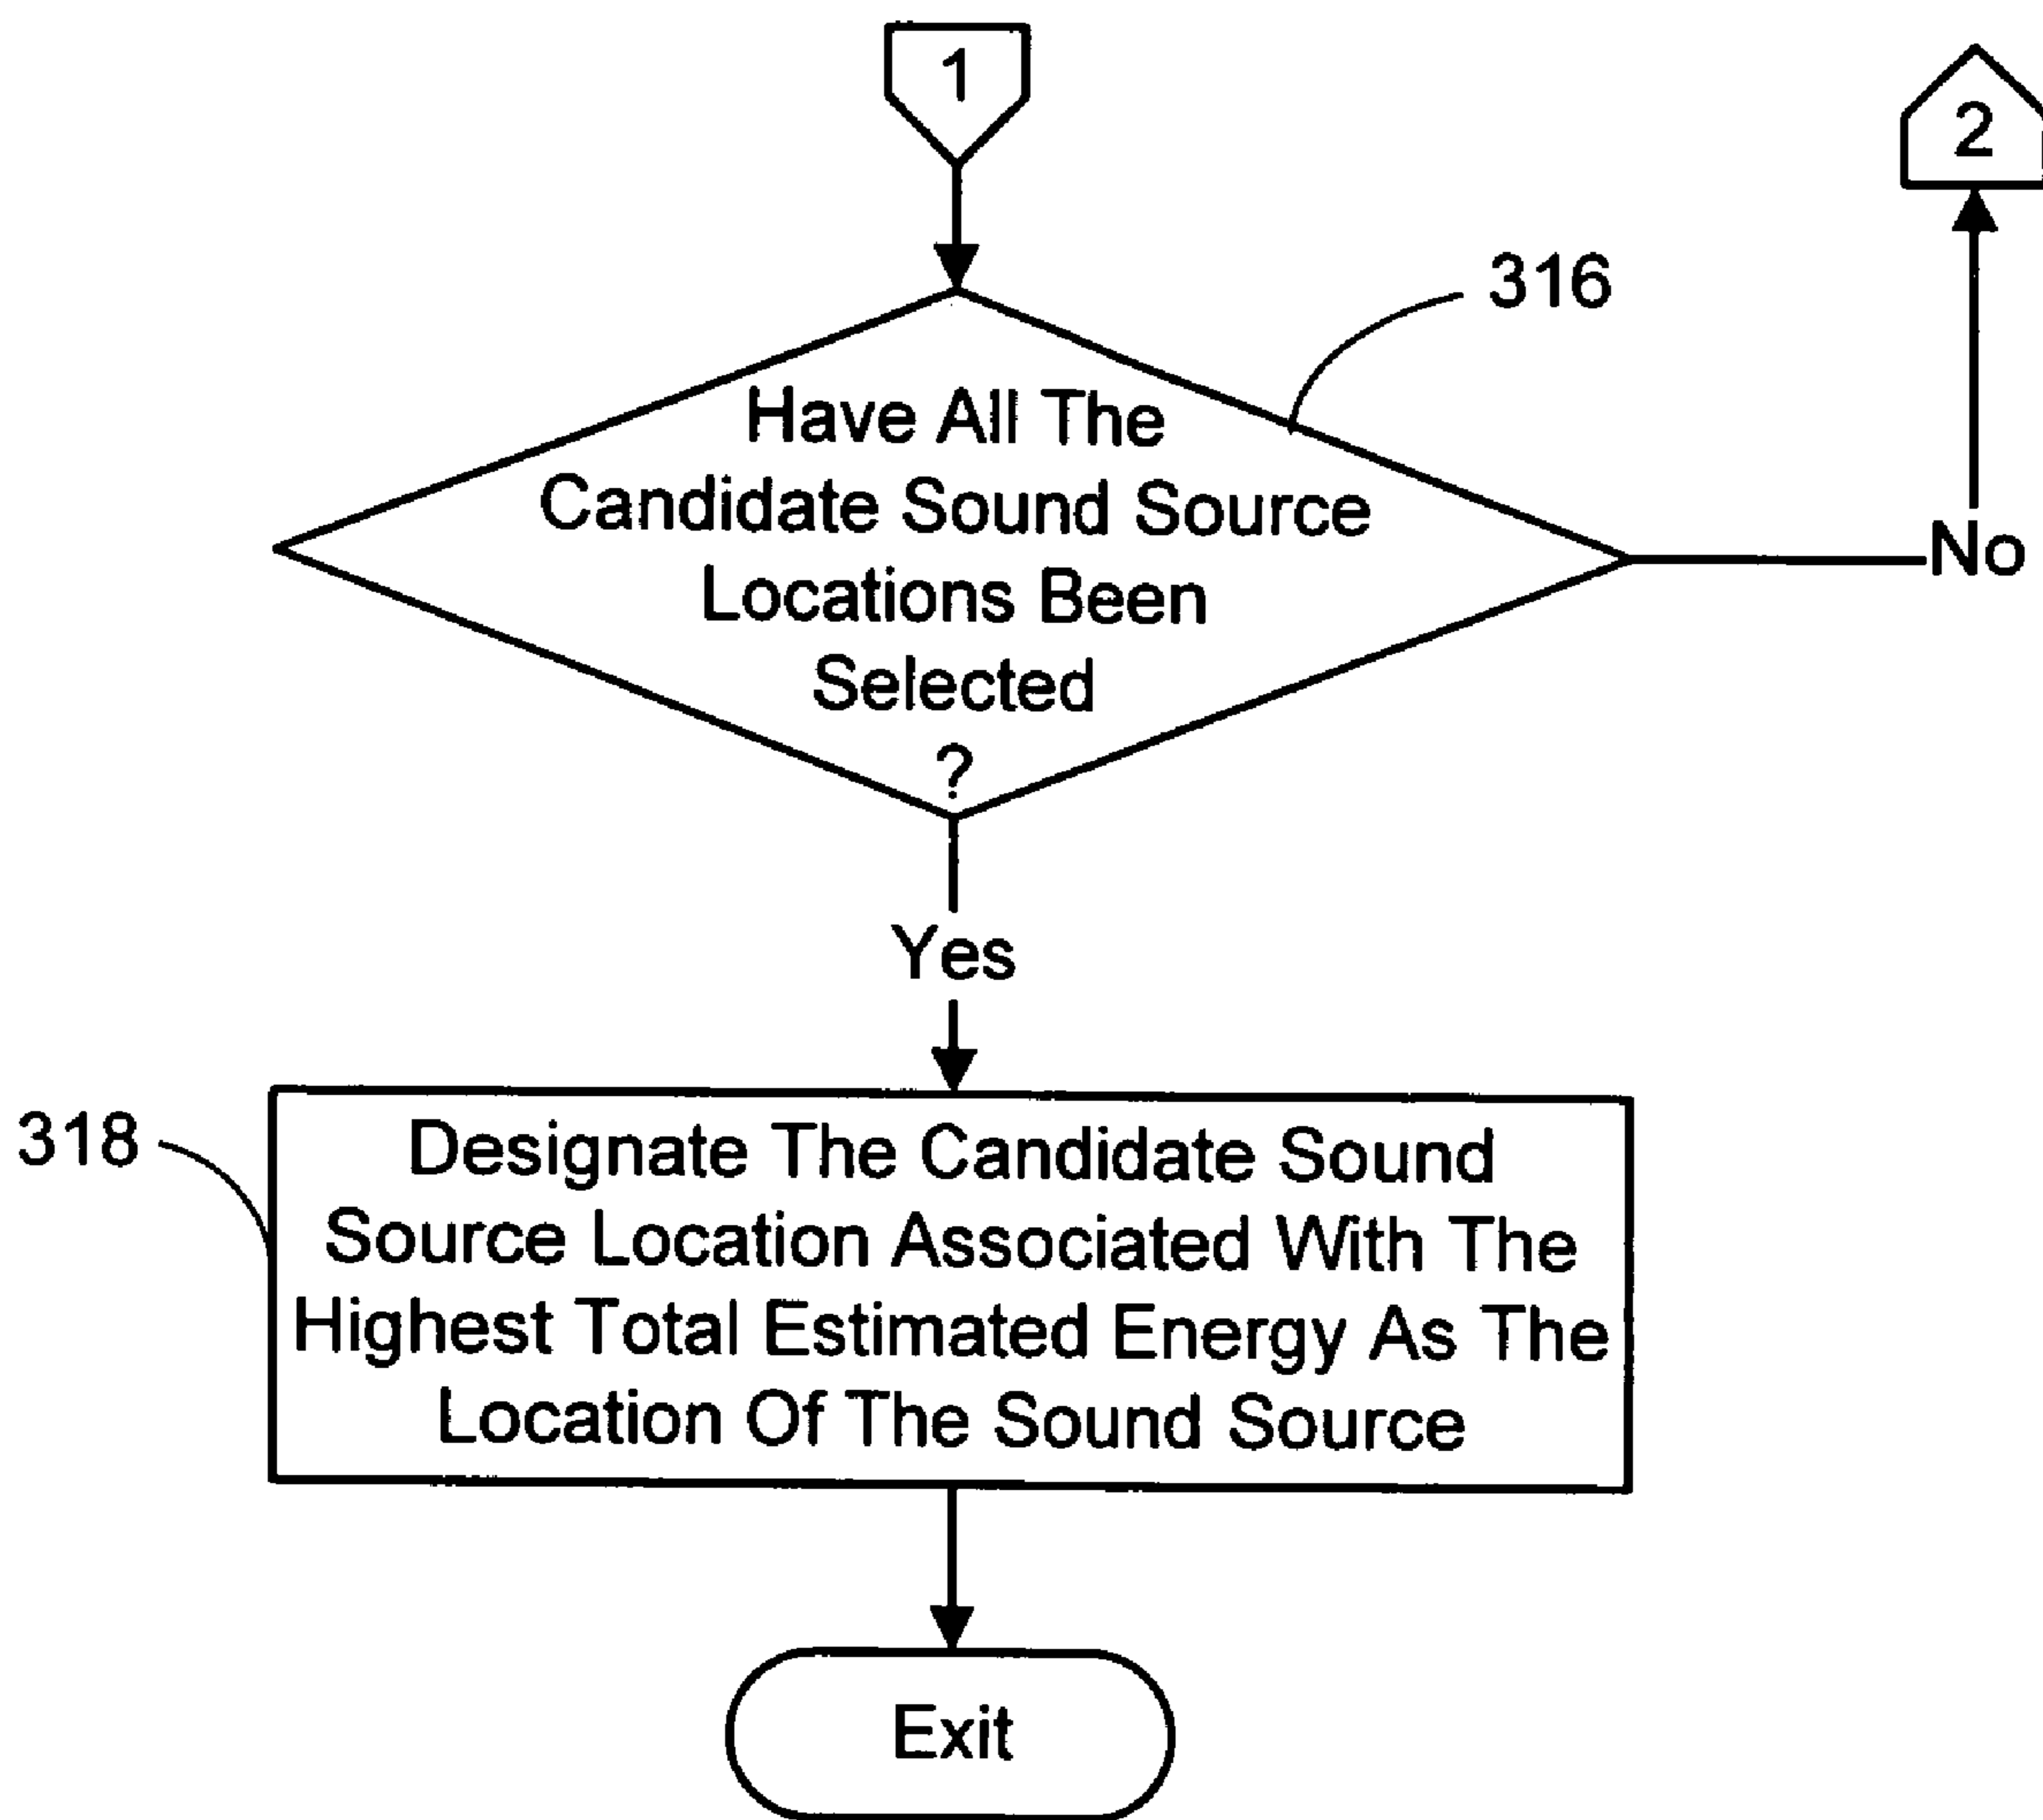 1
2
316
Have All The
Candidate Sound Source
Locations Been
Selected
?
No
Yes
318
Designate The Candidate Sound
Source Location Associated With The
Highest Total Estimated Energy As The
Location Of The Sound Source
Exit